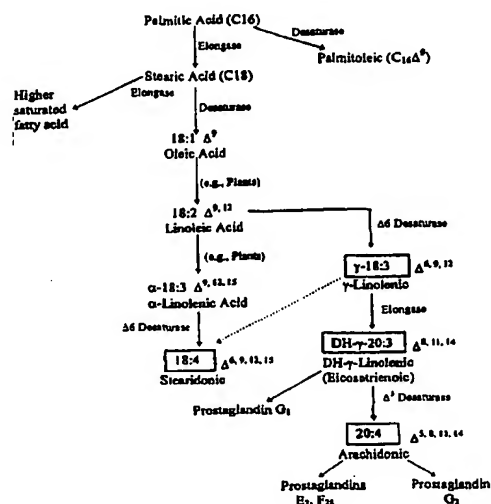 Palmitic Acid (C16)
Desaturase
Elongase
Palmitoleic (C₁₆Δ⁹)
Stearic Acid (C18)
Elongase
Higher
saturated
fatty acid
Desaturase
18:1 Δ⁹
Oleic Acid
(e.g., Plants)
18:2 Δ⁹, ¹²
Linoleic Acid
Δ6 Desaturase
(e.g., Plants)
γ-18:3 Δ⁶, ⁹, ¹²
γ-Linolenic
α-18:3 Δ⁹, ¹², ¹⁵
α-Linolenic Acid
Elongase
Δ6 Desaturase
DH-γ-20:3 Δ⁸, ¹¹, ¹⁴
DH-γ-Linolenic
(Eicosatrienoic)
18:4 Δ⁶, ⁹, ¹², ¹⁵
Stearidonic
Δ⁵ Desaturase
Prostaglandin G₁
20:4 Δ⁵, ⁸, ¹¹, ¹⁴
Arachidonic
Prostaglandins
E₂, F₂α
Prostaglandin
G₂